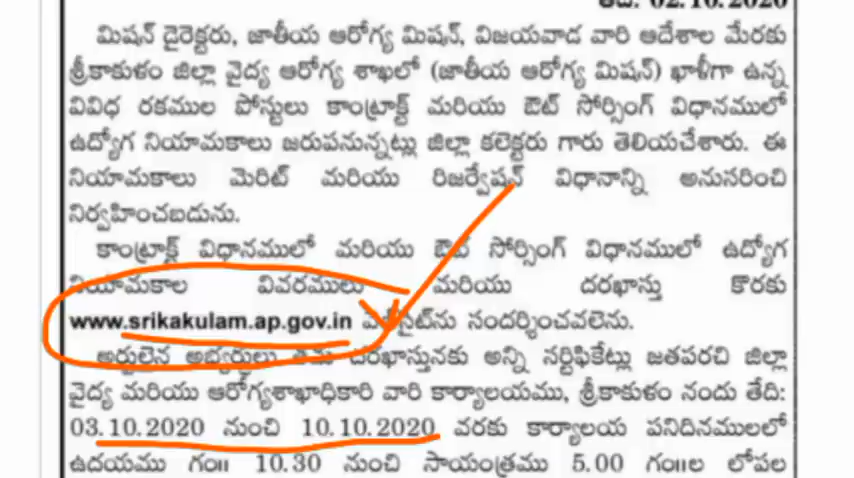 తేది. 02.10.2020
మిషన్ డైరెక్టరు, జాతీయ ఆరోగ్య మిషన్, విజయవాడ వారి ఆదేశాల మేరకు
శ్రీకాకుళం జిల్లా వైద్య ఆరోగ్య శాఖలో (జాతీయ ఆరోగ్య మిషన్) ఖాళీగా ఉన్న
వివిధ రకముల పోస్టులు కాంట్రాక్ట్ మరియు ఔట్ సోర్సింగ్ విధానములో
ఉద్యోగ నియామకాలు జరుపనున్నట్లు జిల్లా కలెక్టరు గారు తెలియచేశారు. ఈ
నియామకాలు మెరిట్ మరియు రిజర్వేషన్ విధానాన్ని అనుసరించి
నిర్వహించబడును.
కాంట్రాక్ట్ విధానములో మరియు ఔట్ సోర్సింగ్ విధానములో ఉద్యోగ
నియామకాల వివరములు మరియు దరఖాస్తు కొరకు
www.srikakulam.ap.gov.in వెబ్‌సైట్‌ను సందర్శించవలెను.
అర్హులైన అభ్యర్థులు తమ దరఖాస్తునకు అన్ని సర్టిఫికేట్లు జతపరచి జిల్లా
వైద్య మరియు ఆరోగ్యశాఖాధికారి వారి కార్యాలయము, శ్రీకాకుళం నందు తేది:
03.10.2020 నుంచి 10.10.2020 వరకు కార్యాలయ పనిదినములలో
ఉదయము గం॥ 10.30 నుంచి సాయంత్రము 5.00 గం॥ల లోపల